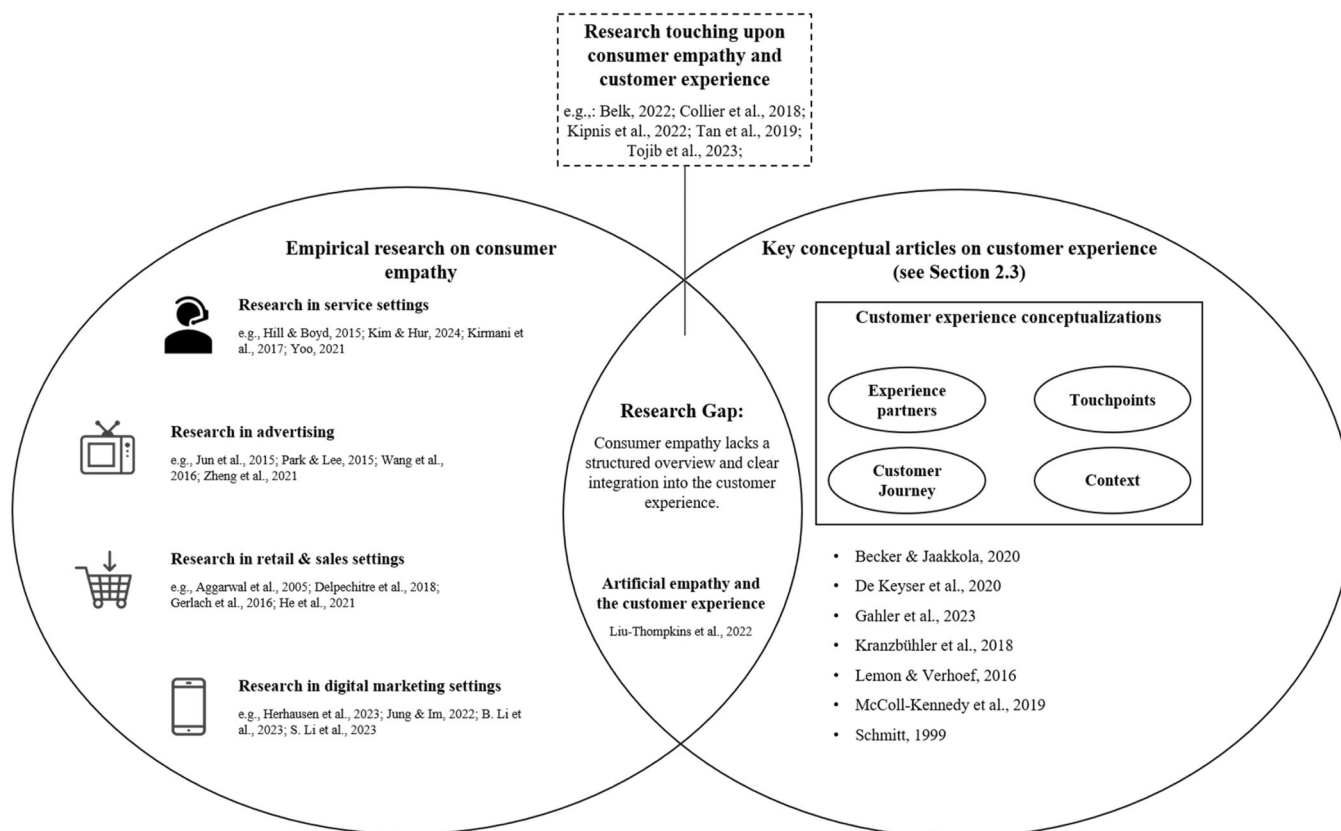 Research touching upon
consumer empathy and
customer experience
e.g.,: Belk, 2022; Collier et al., 2018;
Kipnis et al., 2022; Tan et al., 2019;
Tojib et al., 2023;
Empirical research on consumer
empathy
Research in service settings
e.g., Hill & Boyd, 2015; Kim & Hur, 2024; Kirmani
et al., 2017; Yoo, 2021
Research in advertising
e.g., Jun et al., 2015; Park & Lee, 2015; Wang et al.,
2016; Zheng et al., 2021
Research in retail & sales settings
e.g., Aggarwal et al., 2005; Delpechitre et al., 2018;
Gerlach et al., 2016; He et al., 2021
Research in digital marketing settings
e.g., Herhausen et al., 2023; Jung & Im, 2022; B. Li et
al., 2023; S. Li et al., 2023
Research Gap:
Consumer empathy lacks a
structured overview and clear
integration into the customer
experience.
Artificial empathy and
the customer experience
Liu-Thompkins et al., 2022
Key conceptual articles on customer experience
(see Section 2.3)
Customer experience conceptualizations
Experience
partners
Touchpoints
Customer
Journey
Context
• Becker & Jaakkola, 2020
• De Keyser et al., 2020
• Gahler et al., 2023
• Kranzbühler et al., 2018
• Lemon & Verhoef, 2016
• McColl-Kennedy et al., 2019
• Schmitt, 1999